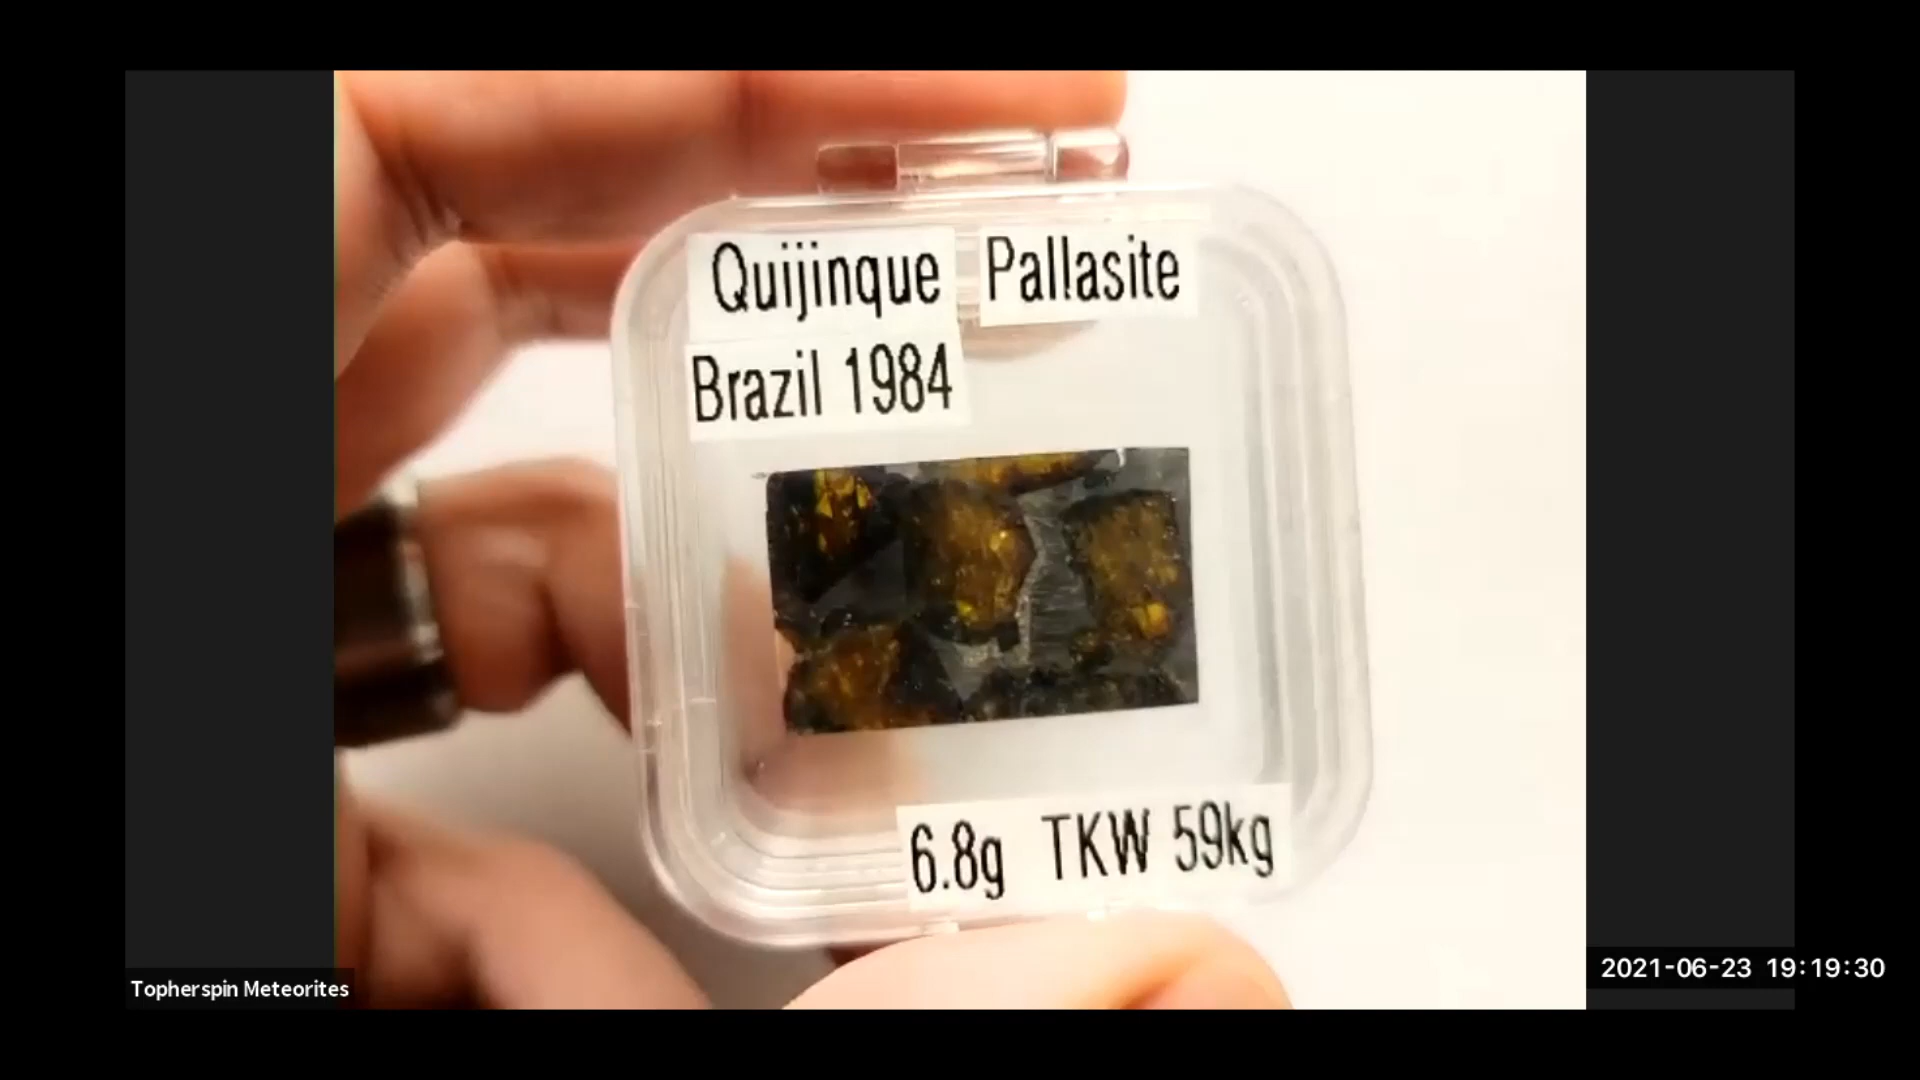 Quijinque Pallasite
Brazil 1984
6.8g TKW 59kg
Topherspin Meteorites
2021-06-23 19:19:30